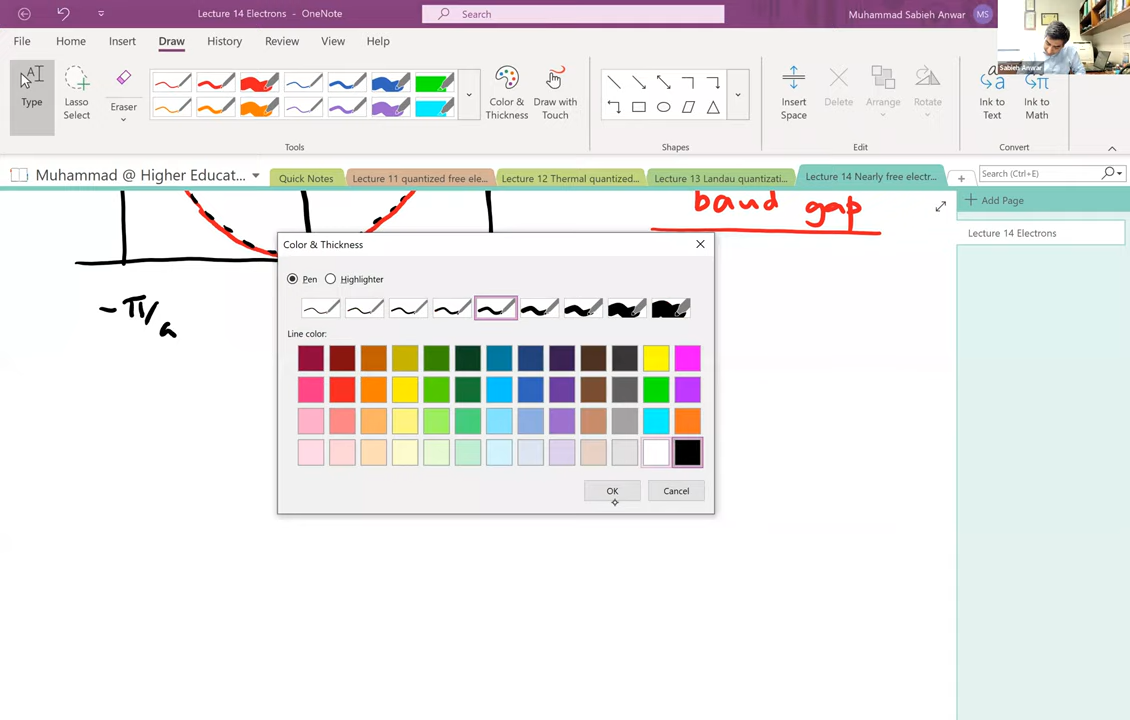 Lecture 14 Electrons - OneNote
Search
Muhammad Sabieh Anwar
MS
Sabieh Anwar
File
Home
Insert
Draw
History
Review
View
Help
Type
Lasso Select
Eraser
Color & Thickness
Draw with Touch
Insert Space
Delete
Arrange
Rotate
Ink to Text
Ink to Math
Tools
Shapes
Edit
Convert
Muhammad @ Higher Educat...
Quick Notes
Lecture 11 quantized free ele...
Lecture 12 Thermal quantized...
Lecture 13 Landau quantizati...
Lecture 14 Nearly free electr...
Search (Ctrl+E)
Add Page
Lecture 14 Electrons
band gap
-π/a
Color & Thickness
Pen
Highlighter
Line color:
OK
Cancel